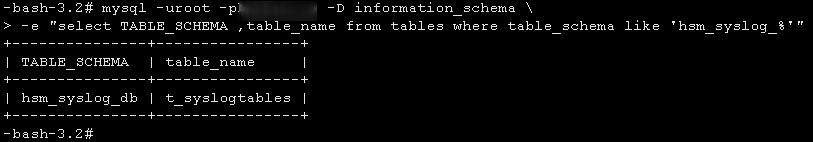 -bash-3.2# mysql -uroot -p -D information_schema \
> -e "select TABLE_SCHEMA ,table_name from tables where table_schema like 'hsm_syslog_%'"
+---------------+---------------+
| TABLE_SCHEMA | table_name |
+---------------+---------------+
| hsm_syslog_db | t_syslogtables |
+---------------+---------------+
-bash-3.2#